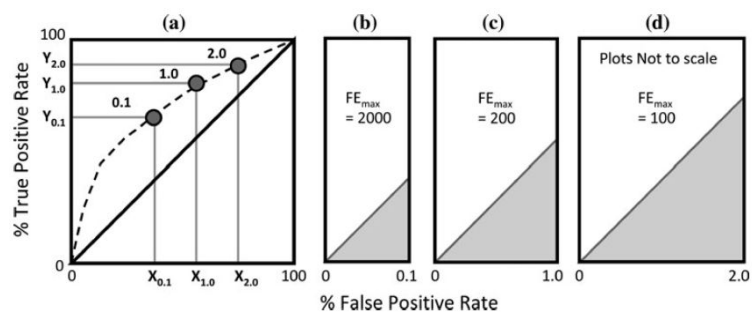 (a)
(b)
(c)
(d)
100
Y2.0
Y1.0
Y0.1
0
0.1
1.0
2.0
% True Positive Rate
0
X0.1
X1.0
X2.0
100
FEmax
= 2000
0
0.1
FEmax
= 200
0
1.0
Plots Not to scale
FEmax
= 100
0
2.0
% False Positive Rate